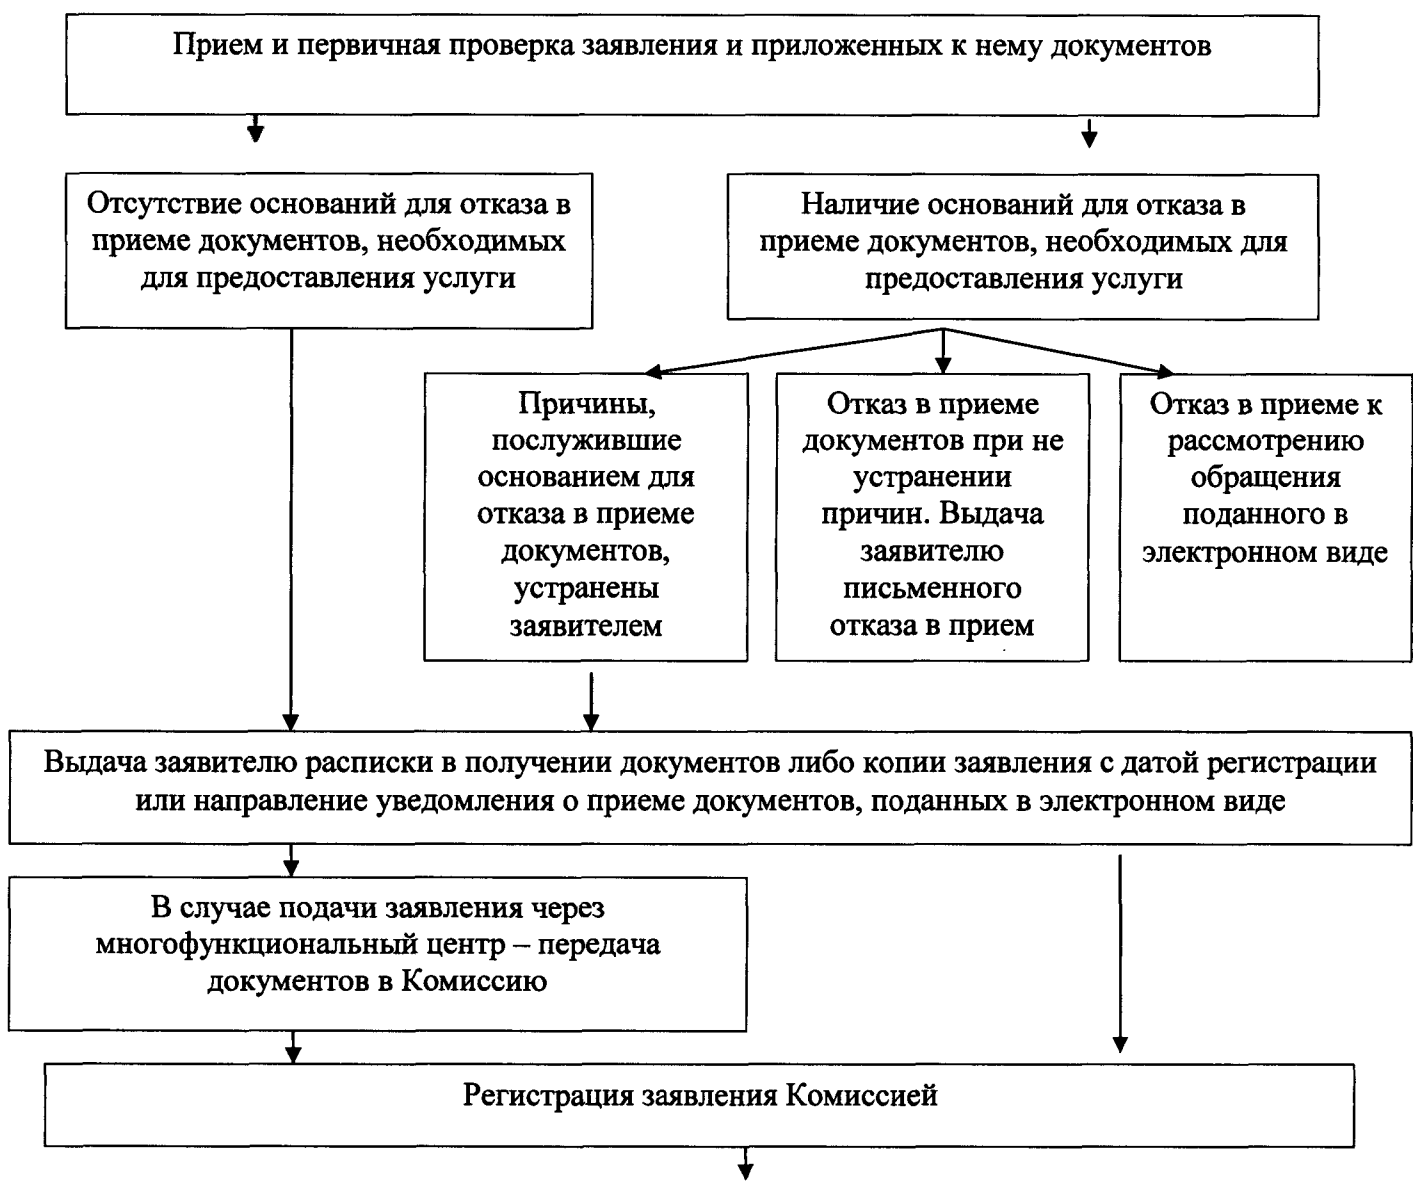 Прием и первичная проверка заявления и приложенных к нему документов
Отсутствие оснований для отказа в
приеме документов, необходимых
для предоставления услуги
Наличие оснований для отказа в
приеме документов, необходимых для
предоставления услуги
Причины,
послужившие
основанием для
отказа в приеме
документов,
устранены
заявителем
Отказ в приеме
документов при не
устранении
причин. Выдача
заявителю
письменного
отказа в прием
Отказ в приеме к
рассмотрению
обращения
поданного в
электронном виде
Выдача заявителю расписки в получении документов либо копии заявления с датой регистрации
или направление уведомления о приеме документов, поданных в электронном виде
В случае подачи заявления через
многофункциональный центр – передача
документов в Комиссию
Регистрация заявления Комиссией